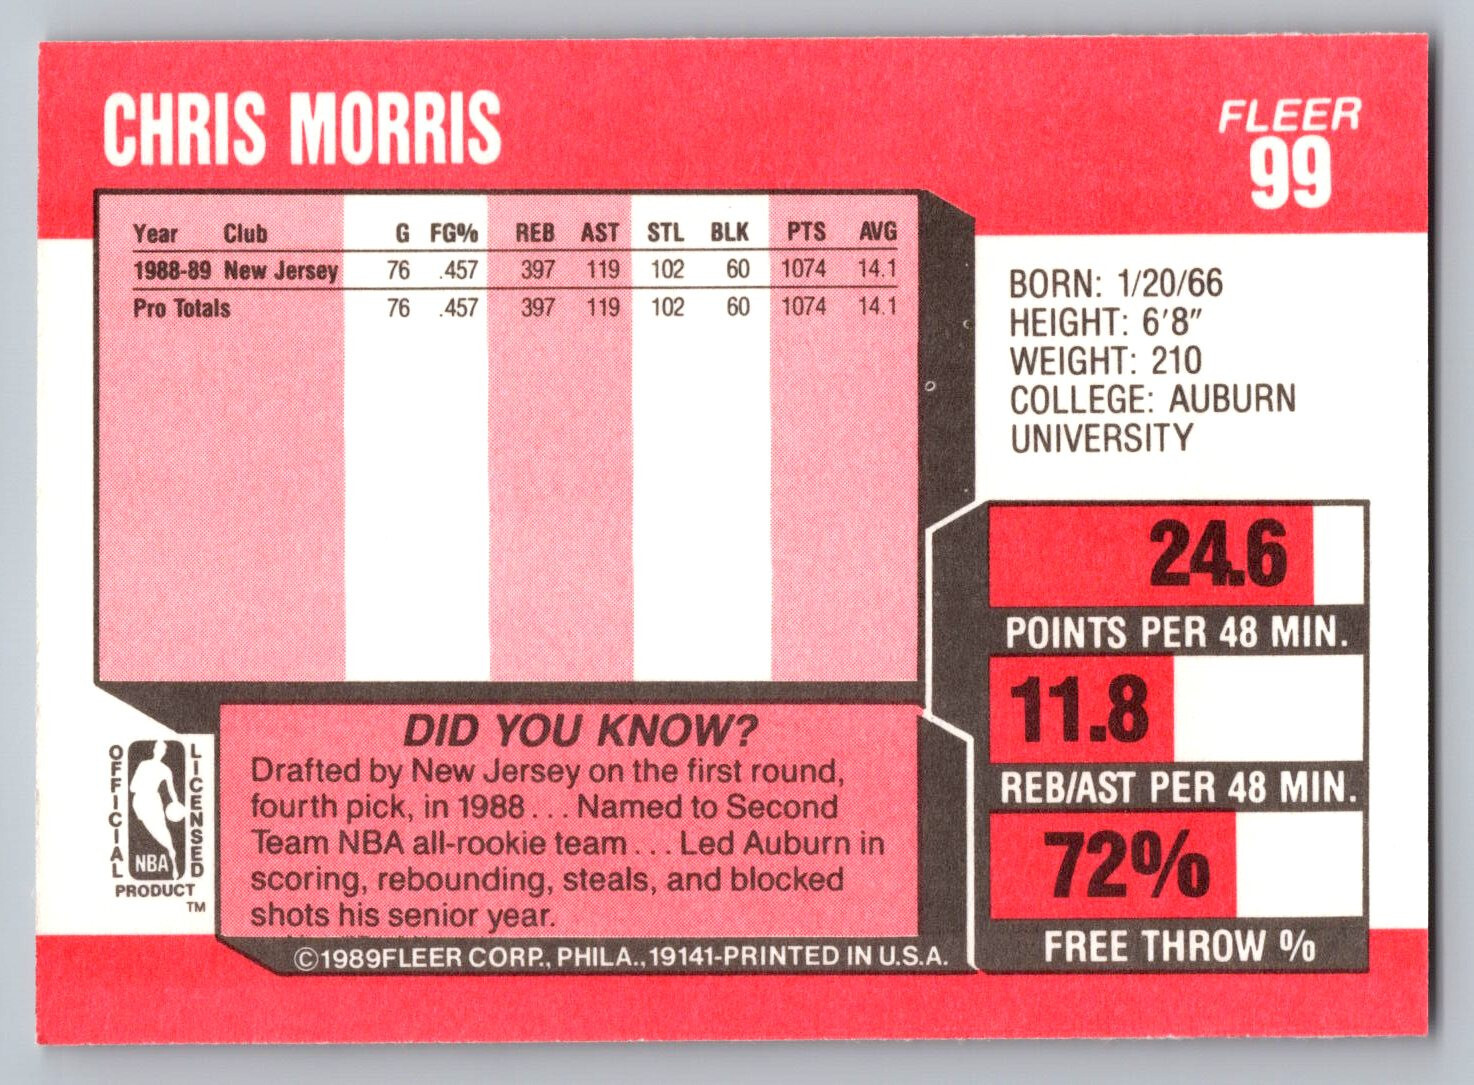 CHRIS MORRIS
FLEER
99
Year Club G FG% REB AST STL BLK PTS AVG
1988-89 New Jersey 76 .457 397 119 102 60 1074 14.1
Pro Totals 76 .457 397 119 102 60 1074 14.1
BORN: 1/20/66
HEIGHT: 6'8"
WEIGHT: 210
COLLEGE: AUBURN
UNIVERSITY
24.6
POINTS PER 48 MIN.
11.8
REB/AST PER 48 MIN.
72%
FREE THROW %
DID YOU KNOW?
Drafted by New Jersey on the first round,
fourth pick, in 1988 . . . Named to Second
Team NBA all-rookie team . . . Led Auburn in
scoring, rebounding, steals, and blocked
shots his senior year.
OFFICIAL
NBA
LICENSED
PRODUCT
TM
©1989FLEER CORP., PHILA., 19141-PRINTED IN U.S.A.